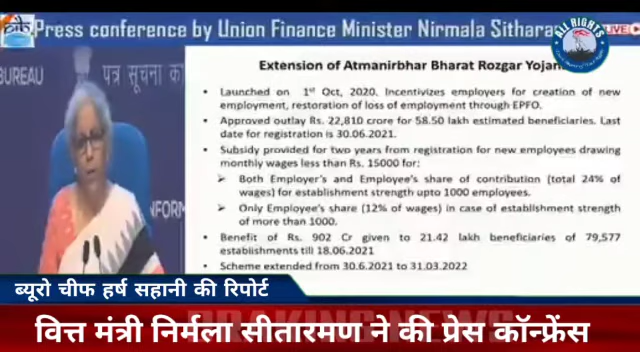 Press conference by Union Finance Minister Nirmala Sithara
LIVE
ALL RIGHTS
BUREAU
पत्र सूचना का
INFORM
Extension of Atmanirbhar Bharat Rozgar Yojan
• Launched on 1st Oct, 2020. Incentivizes employers for creation of new
employment, restoration of loss of employment through EPFO.
• Approved outlay Rs. 22,810 crore for 58.50 lakh estimated beneficiaries. Last
date for registration is 30.06.2021.
• Subsidy provided for two years from registration for new employees drawing
monthly wages less than Rs. 15000 for:
➢ Both Employer's and Employee's share of contribution (total 24% of
wages) for establishment strength upto 1000 employees.
➢ Only Employee's share (12% of wages) in case of establishment strength
of more than 1000.
• Benefit of Rs. 902 Cr given to 21.42 lakh beneficiaries of 79,577
establishments till 18.06.2021
• Scheme extended from 30.6.2021 to 31.03.2022
ब्यूरो चीफ हर्ष सहानी की रिपोर्ट
वित्त मंत्री निर्मला सीतारमण ने की प्रेस कॉन्फ्रेंस